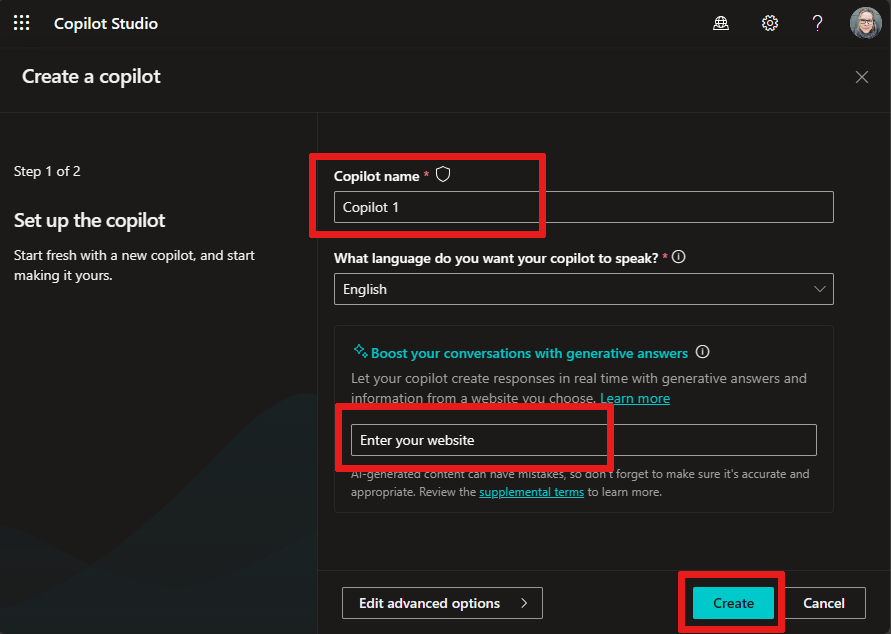 Copilot Studio
?
Create a copilot
Step 1 of 2
Set up the copilot
Start fresh with a new copilot, and start
making it yours.
Copilot name *
Copilot 1
What language do you want your copilot to speak? *
English
Boost your conversations with generative answers
Let your copilot create responses in real time with generative answers and
information from a website you choose. Learn more
Enter your website
AI-generated content can have mistakes, so don't forget to make sure it's accurate and
appropriate. Review the supplemental terms to learn more.
Edit advanced options
Create
Cancel